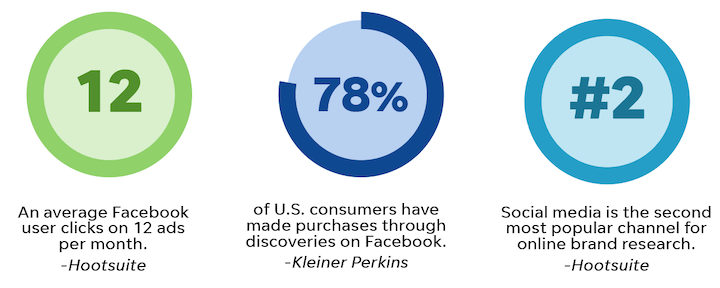 12
An average Facebook
user clicks on 12 ads
per month.
-Hootsuite
78%
of U.S. consumers have
made purchases through
discoveries on Facebook.
-Kleiner Perkins
#2
Social media is the second
most popular channel for
online brand research.
-Hootsuite